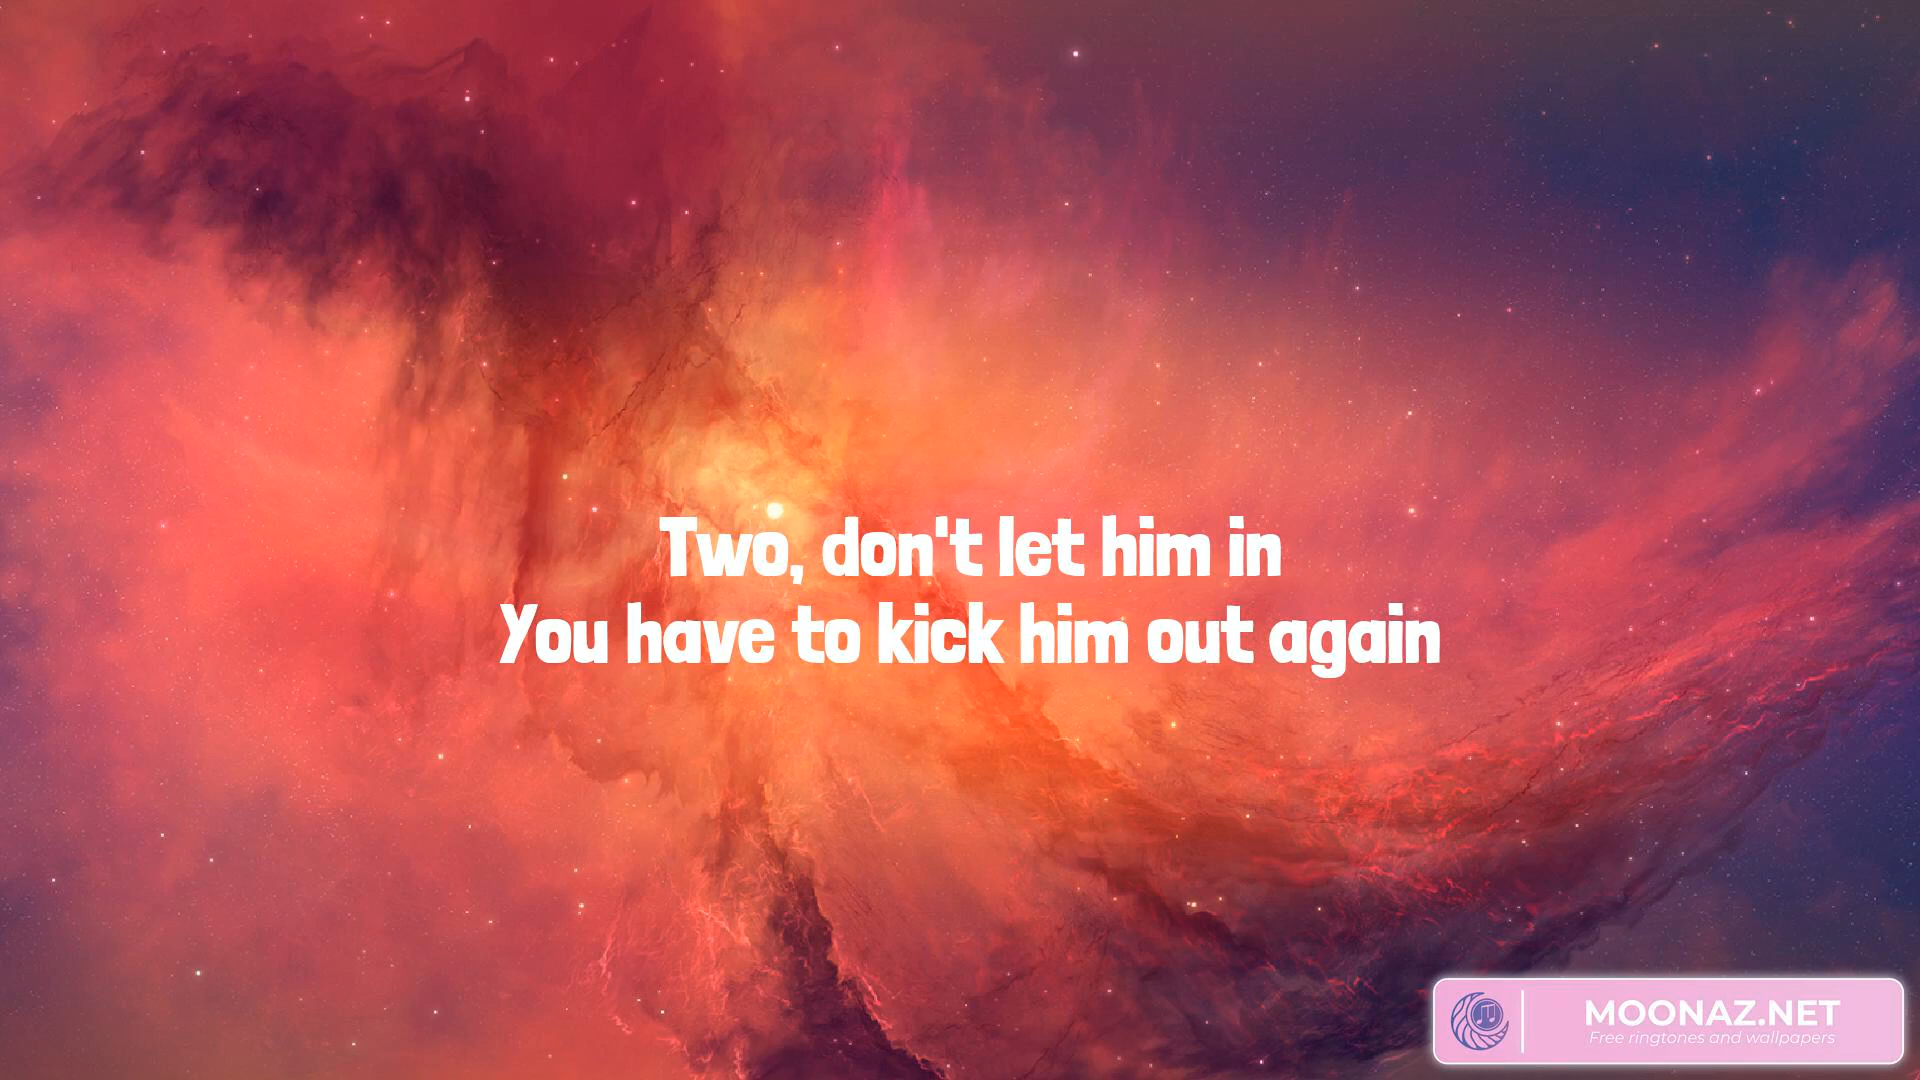 Two, don't let him in
You have to kick him out again
MOONAZ.NET
Free ringtones and wallpapers